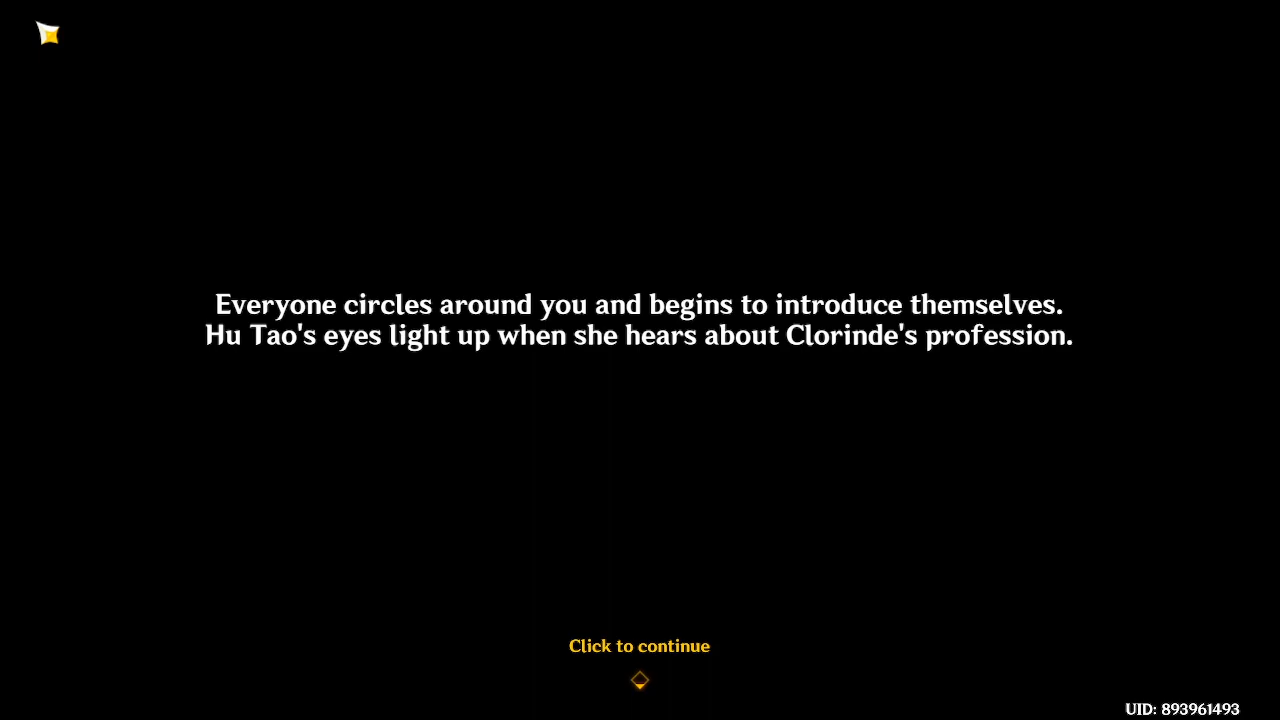 Everyone circles around you and begins to introduce themselves.
Hu Tao's eyes light up when she hears about Clorinde's profession.
Click to continue
UID: 893961493